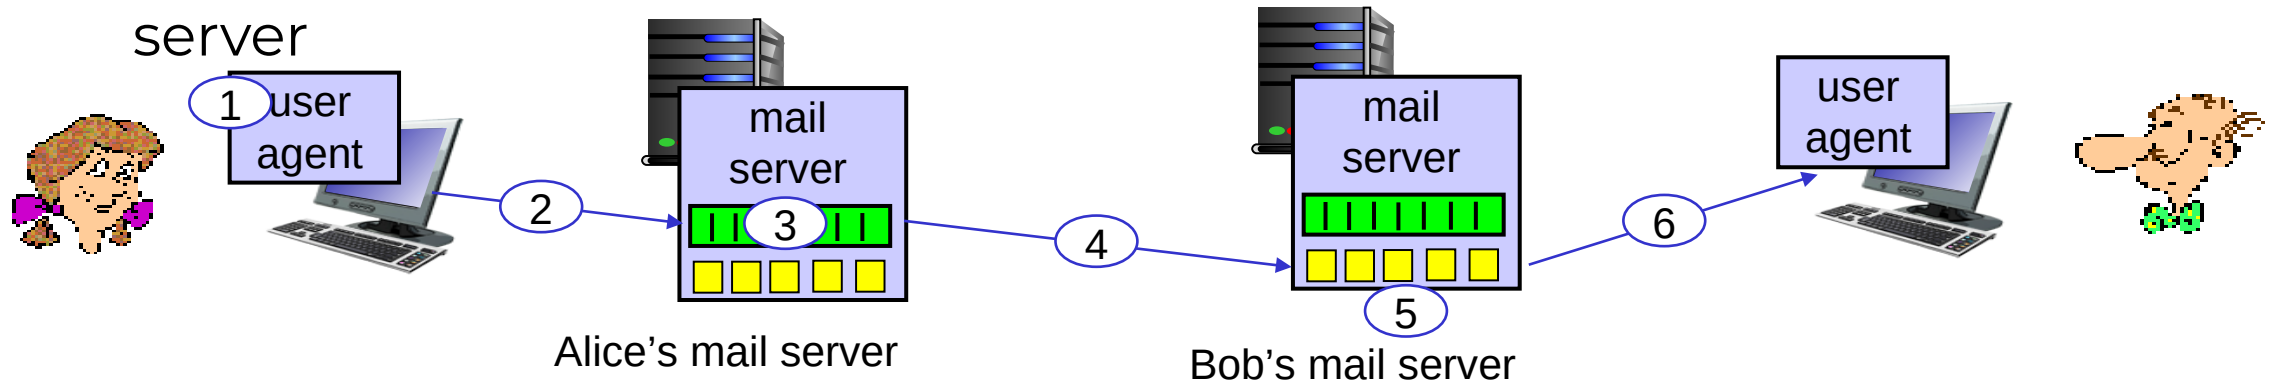 server
1
user
agent
2
mail
server
3
Alice’s mail server
4
mail
server
5
Bob’s mail server
6
user
agent